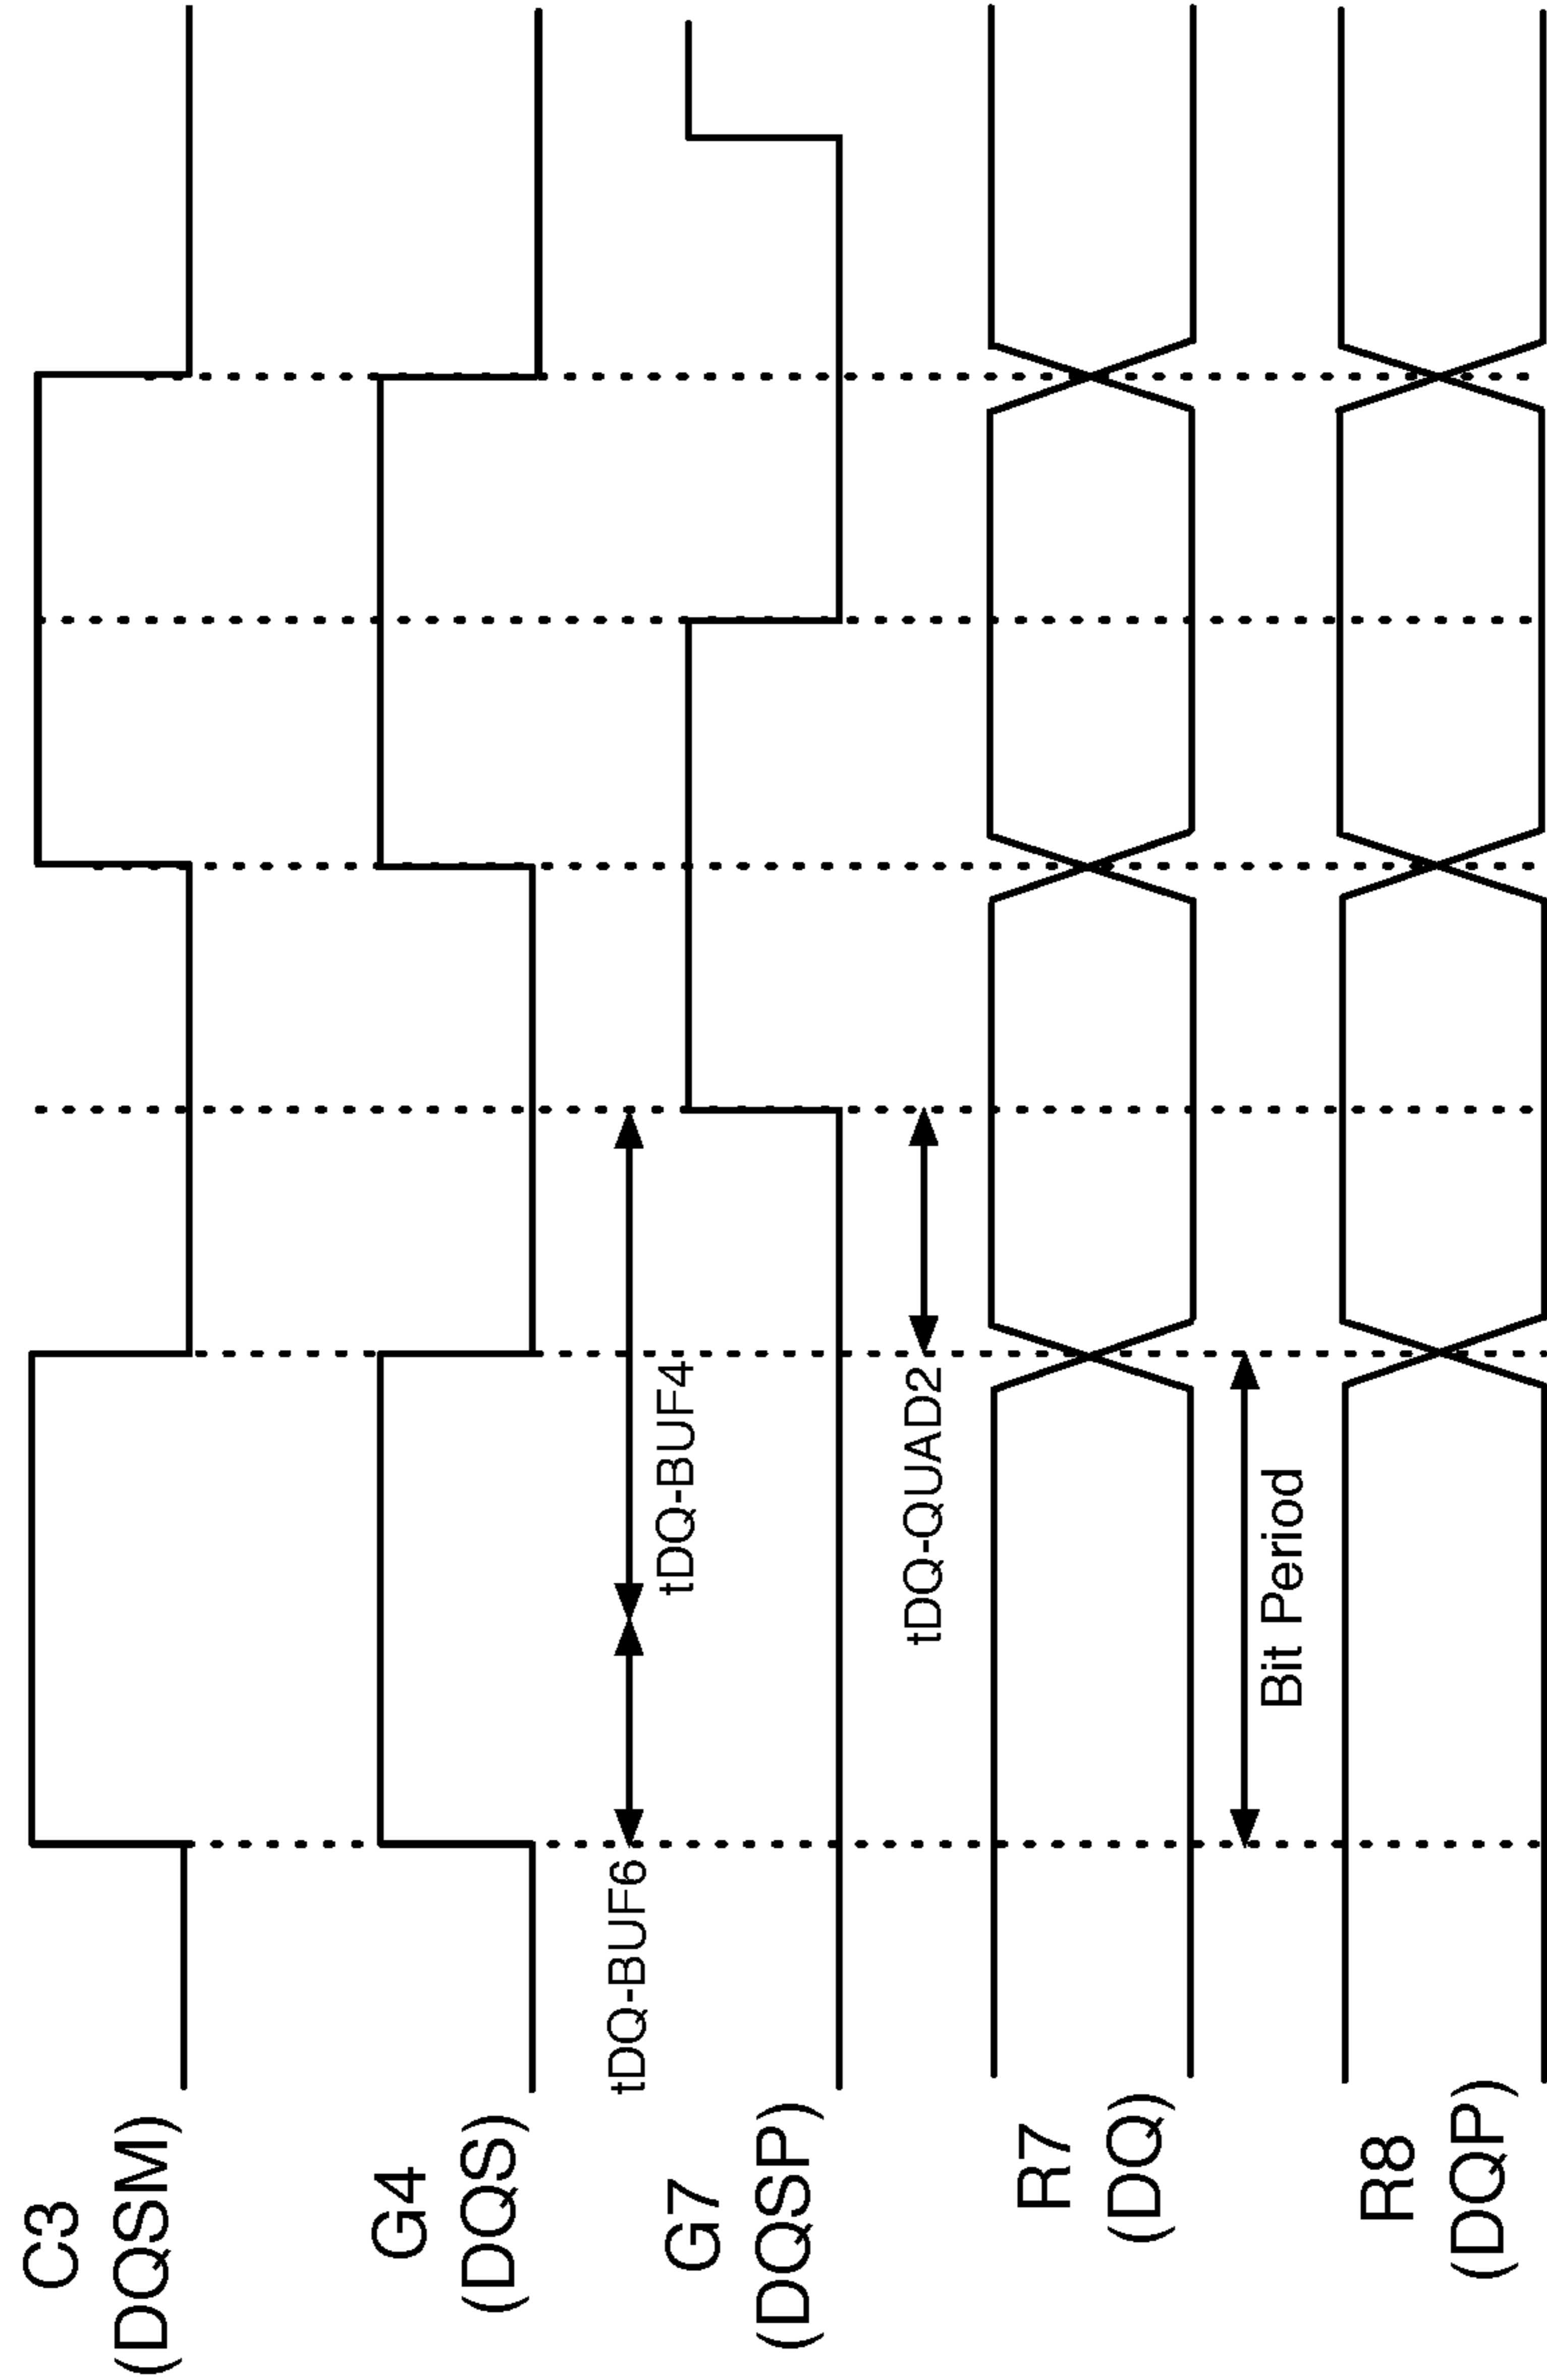 C3
(DQSM)
G4
(DQS)
tDQ-BUF6
tDQ-BUF4
G7
(DQSP)
tDQ-QUAD2
R7
(DQ)
Bit Period
R8
(DQP)